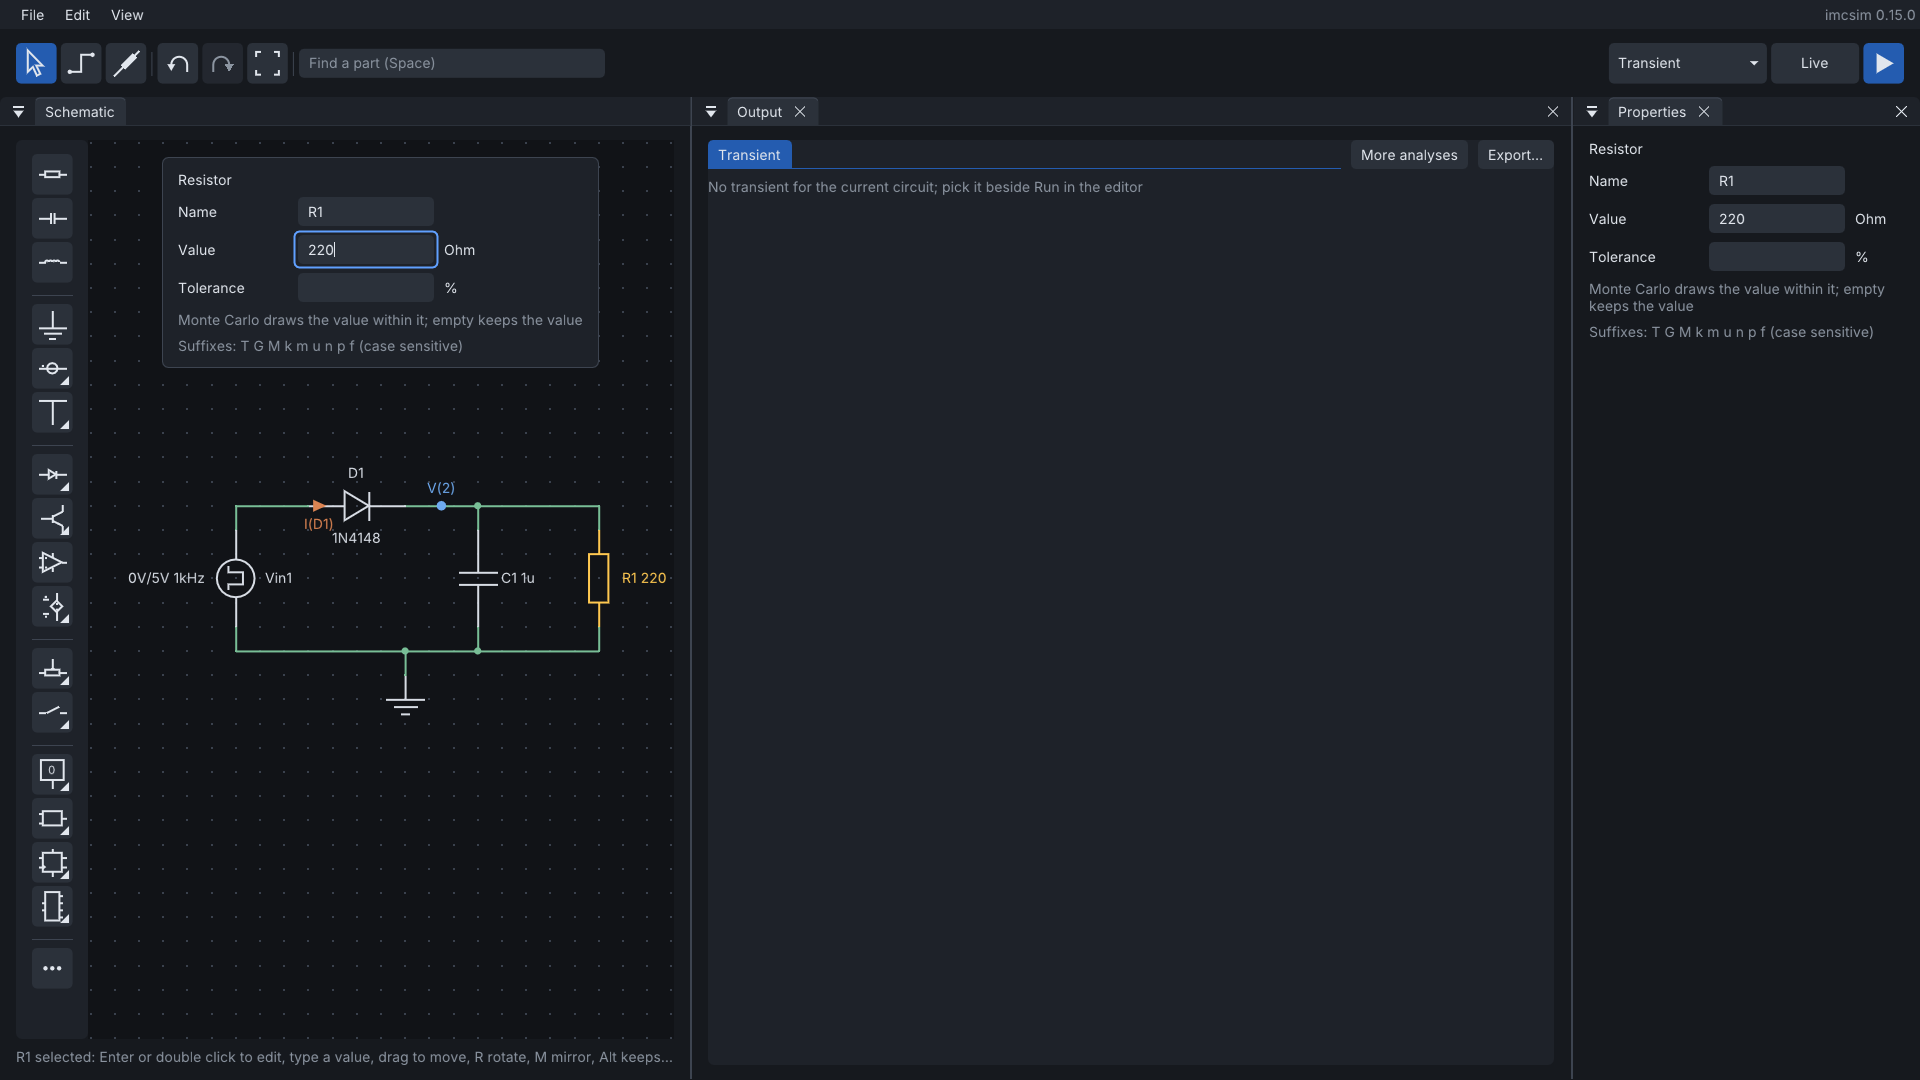 File Edit View imcsim 0.15.0
Find a part (Space) Transient Live
Schematic Output Properties
Transient More analyses Export...
No transient for the current circuit; pick it beside Run in the editor
Resistor
Name R1
Value 220 Ohm
Tolerance %
Monte Carlo draws the value within it; empty keeps the value
Suffixes: T G M k m u n p f (case sensitive)
D1
V(2)
I(D1)
1N4148
0V/5V 1kHz Vin1 C1 1u R1 220
0
R1 selected: Enter or double click to edit, type a value, drag to move, R rotate, M mirror, Alt keeps...
Resistor
Name R1
Value 220 Ohm
Tolerance %
Monte Carlo draws the value within it; empty
keeps the value
Suffixes: T G M k m u n p f (case sensitive)